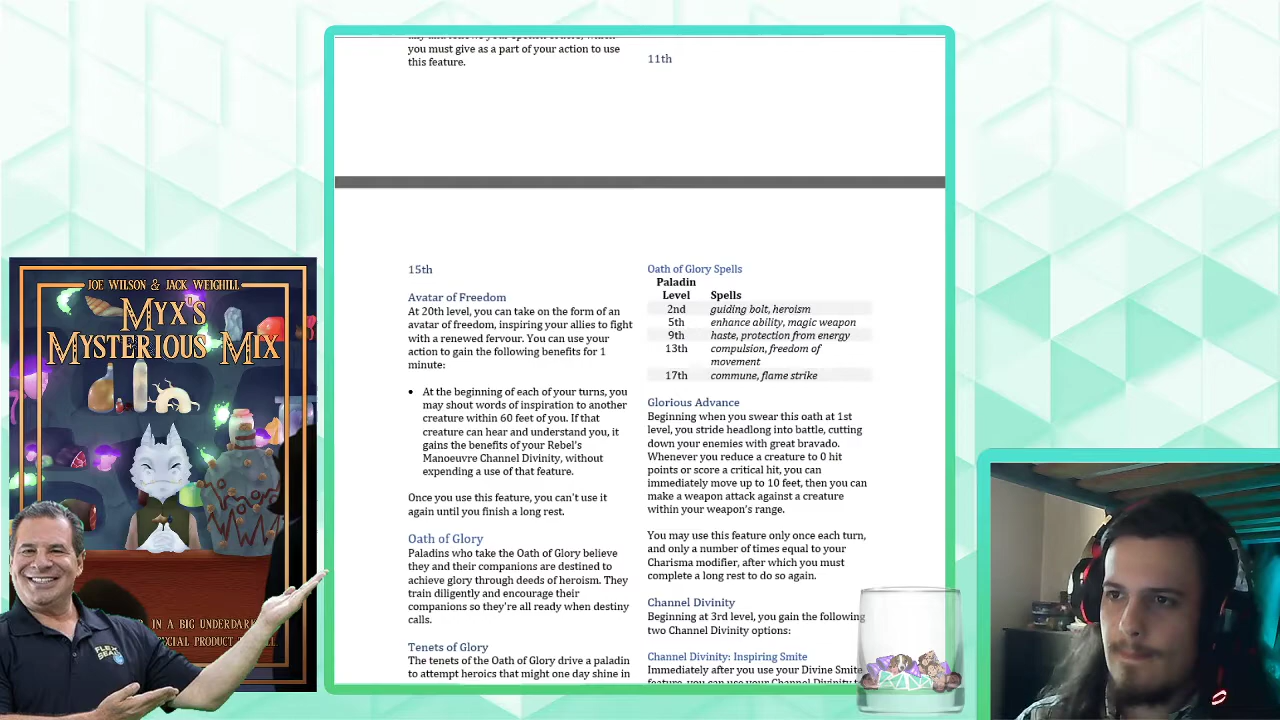 you must give as a part of your action to use
this feature.
11th
15th
Avatar of Freedom
At 20th level, you can take on the form of an
avatar of freedom, inspiring your allies to fight
with a renewed fervour. You can use your
action to gain the following benefits for 1
minute:
• At the beginning of each of your turns, you
may shout words of inspiration to another
creature within 60 feet of you. If that
creature can hear and understand you, it
gains the benefits of your Rebel's
Manoeuvre Channel Divinity, without
expending a use of that feature.
Once you use this feature, you can't use it
again until you finish a long rest.
Oath of Glory
Paladins who take the Oath of Glory believe
they and their companions are destined to
achieve glory through deeds of heroism. They
train diligently and encourage their
companions so they're all ready when destiny
calls.
Tenets of Glory
The tenets of the Oath of Glory drive a paladin
to attempt heroics that might one day shine in
Oath of Glory Spells
Paladin
Level Spells
2nd guiding bolt, heroism
5th enhance ability, magic weapon
9th haste, protection from energy
13th compulsion, freedom of
movement
17th commune, flame strike
Glorious Advance
Beginning when you swear this oath at 1st
level, you stride headlong into battle, cutting
down your enemies with great bravado.
Whenever you reduce a creature to 0 hit
points or score a critical hit, you can
immediately move up to 10 feet, then you can
make a weapon attack against a creature
within your weapon's range.
You may use this feature only once each turn,
and only a number of times equal to your
Charisma modifier, after which you must
complete a long rest to do so again.
Channel Divinity
Beginning at 3rd level, you gain the following
two Channel Divinity options:
Channel Divinity: Inspiring Smite
Immediately after you use your Divine Smite
feature, you can use your Channel Divinity to
JOE WILSON & JACK WEIGHILL
MYX'S
MYSTERIOUS MIX
IN A BIG UNDERDARK
FLEX
SEAL